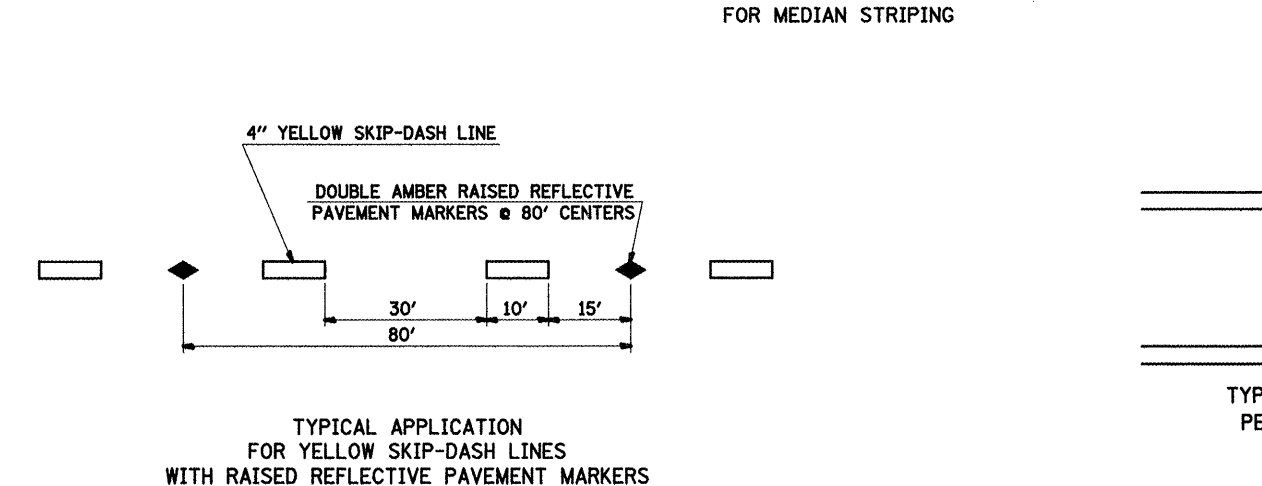 FOR MEDIAN STRIPING
4" YELLOW SKIP-DASH LINE
DOUBLE AMBER RAISED REFLECTIVE
PAVEMENT MARKERS @ 80' CENTERS
30'
10'
15'
80'
TYPICAL APPLICATION
FOR YELLOW SKIP-DASH LINES
WITH RAISED REFLECTIVE PAVEMENT MARKERS
TYP
PE